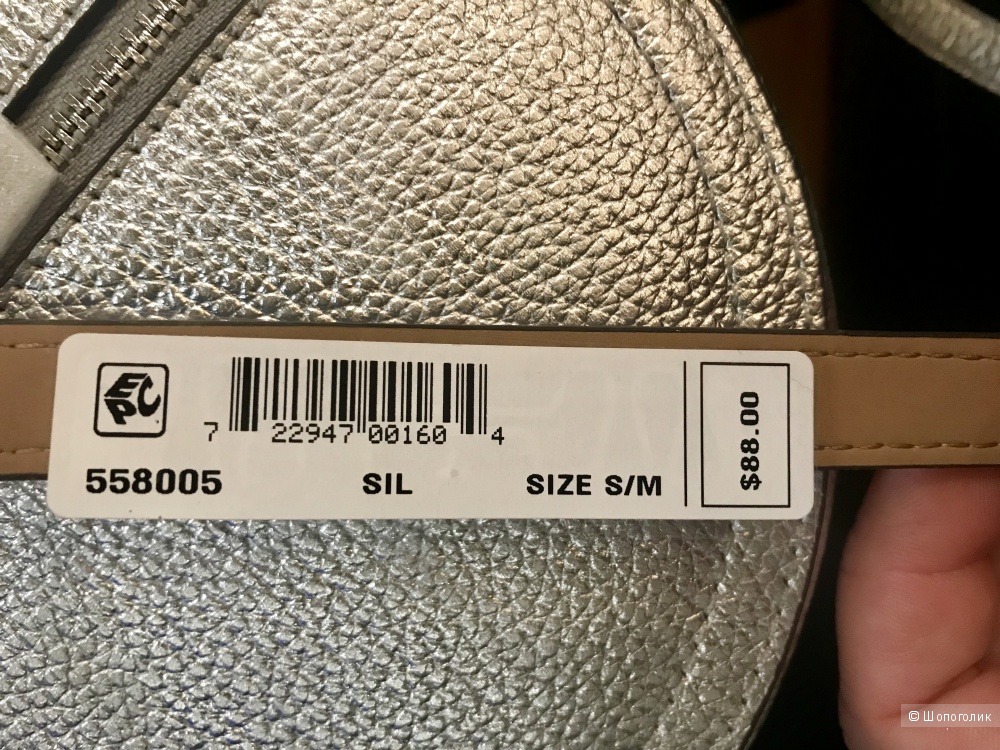 EPC
7 22947 00160 4
558005 SIL SIZE S/M
$88.00
© Шопоголик